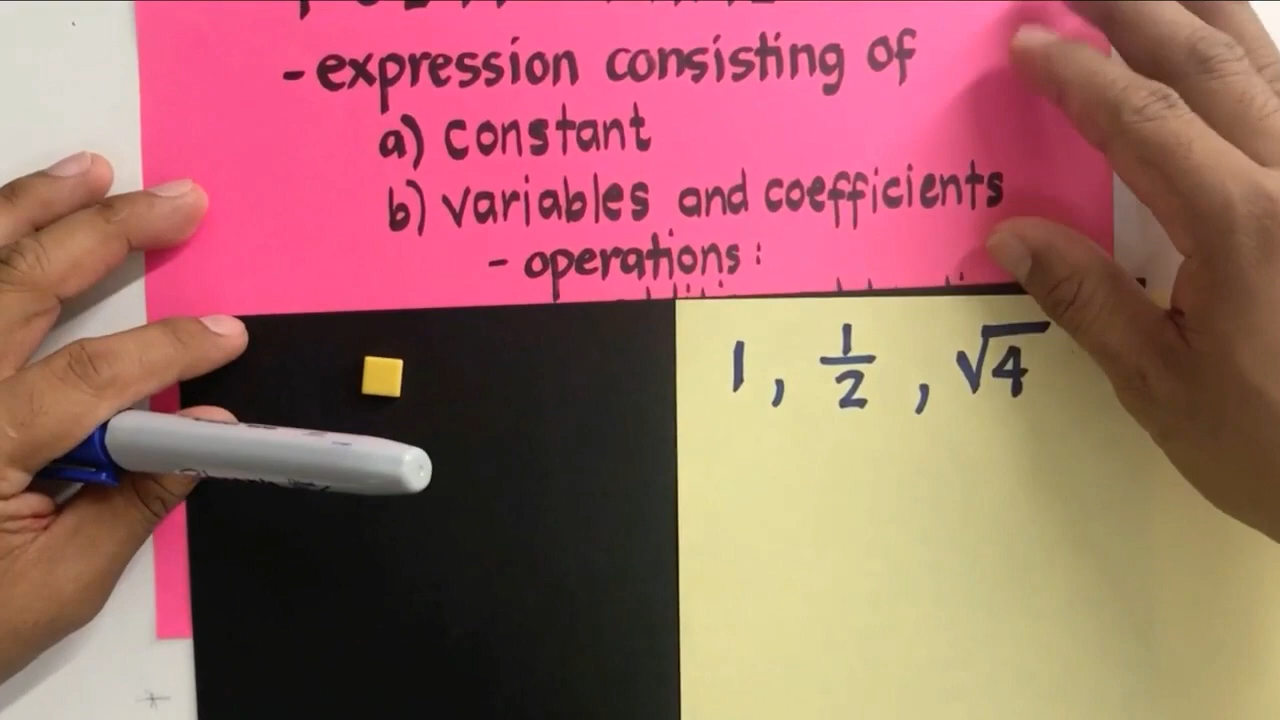 - expression consisting of
a) constant
b) variables and coefficients
- operations:
1, 1/2, √4